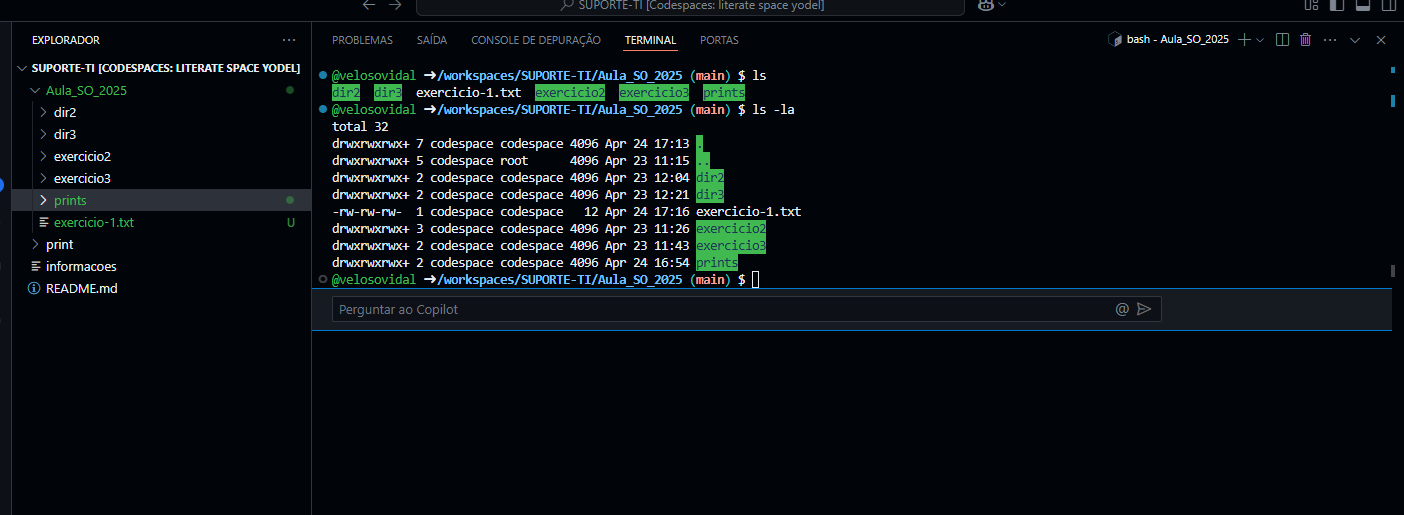 SUPORTE-TI [Codespaces: literate space yodel]
EXPLORADOR
SUPORTE-TI [CODESPACES: LITERATE SPACE YODEL]
Aula_SO_2025
dir2
dir3
exercicio2
exercicio3
prints
exercicio-1.txt U
print
informacoes
README.md
PROBLEMAS SAÍDA CONSOLE DE DEPURAÇÃO TERMINAL PORTAS
bash - Aula_SO_2025
@velosovidal ➜/workspaces/SUPORTE-TI/Aula_SO_2025 (main) $ ls
dir2 dir3 exercicio-1.txt exercicio2 exercicio3 prints
@velosovidal ➜/workspaces/SUPORTE-TI/Aula_SO_2025 (main) $ ls -la
total 32
drwxrwxrwx+ 7 codespace codespace 4096 Apr 24 17:13 .
drwxrwxrwx+ 5 codespace root 4096 Apr 23 11:15 ..
drwxrwxrwx+ 2 codespace codespace 4096 Apr 23 12:04 dir2
drwxrwxrwx+ 2 codespace codespace 4096 Apr 23 12:21 dir3
-rw-rw-rw- 1 codespace codespace 12 Apr 24 17:16 exercicio-1.txt
drwxrwxrwx+ 3 codespace codespace 4096 Apr 23 11:26 exercicio2
drwxrwxrwx+ 2 codespace codespace 4096 Apr 23 11:43 exercicio3
drwxrwxrwx+ 2 codespace codespace 4096 Apr 24 16:54 prints
@velosovidal ➜/workspaces/SUPORTE-TI/Aula_SO_2025 (main) $
Perguntar ao Copilot @